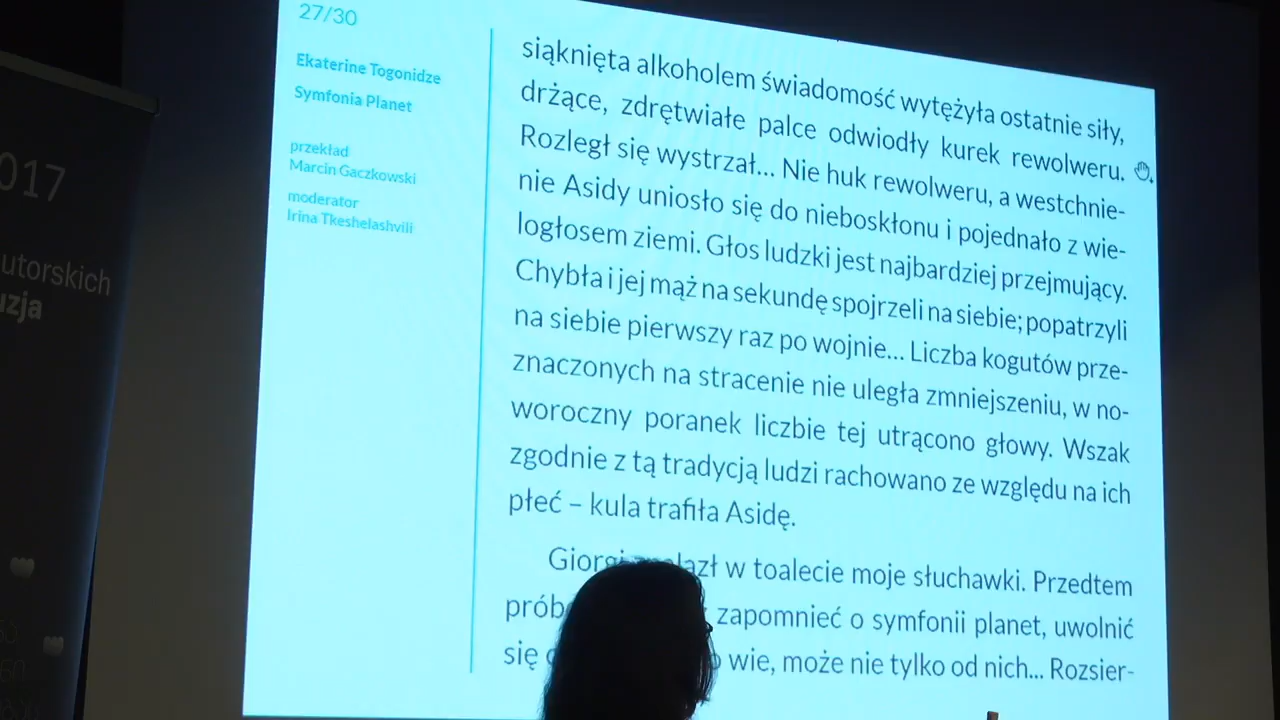 2017
utorskich
uzja
27/30
Ekaterine Togonidze
Symfonia Planet
przekład
Marcin Gaczkowski
moderator
Irina Tkeshelashvili
siąknięta alkoholem świadomość wytężyła ostatnie siły,
drżące, zdrętwiałe palce odwiodły kurek rewolweru.
Rozległ się wystrzał... Nie huk rewolweru, a westchnie-
nie Asidy uniosło się do nieboskłonu i pojednało z wie-
logłosem ziemi. Głos ludzki jest najbardziej przejmujący.
Chybła i jej mąż na sekundę spojrzeli na siebie; popatrzyli
na siebie pierwszy raz po wojnie... Liczba kogutów prze-
znaczonych na stracenie nie uległa zmniejszeniu, w no-
woroczny poranek liczbie tej utrącono głowy. Wszak
zgodnie z tą tradycją ludzi rachowano ze względu na ich
płeć – kula trafiła Asidę.
Giorgi znalazł w toalecie moje słuchawki. Przedtem
prób zapomnieć o symfonii planet, uwolnić
się wie, może nie tylko od nich... Rozsier-